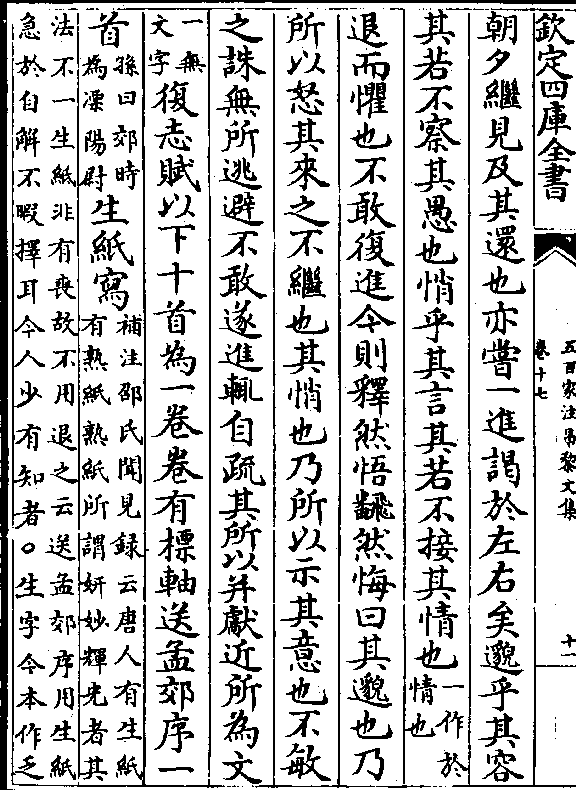 欽定四庫全書
五百家注昌黎文集
卷十七
十一
朝夕繼見及其還也亦嘗一進謁於左右矣邈乎其容
其若不察其愚也悄乎其言其若不接其情也一作於情也
退而懼也不敢復進今則釋然悟飜然悔曰其邈也乃
所以怒其來之不繼也其悄也乃所以示其意也不敏
之誅無所逃避不敢遂進輒自疏其所以并獻近所為文
一無文字復志賦以下十首為一卷卷有標軸送孟郊序一
首孫曰郊時為溧陽尉生紙寫補注邵氏聞見録云唐人有生紙有熟紙熟紙所謂妍妙輝光者其
法不一生紙非有喪故不用退之云送孟郊序用生紙
急於自解不暇擇耳今人少有知者○生字今本作乏